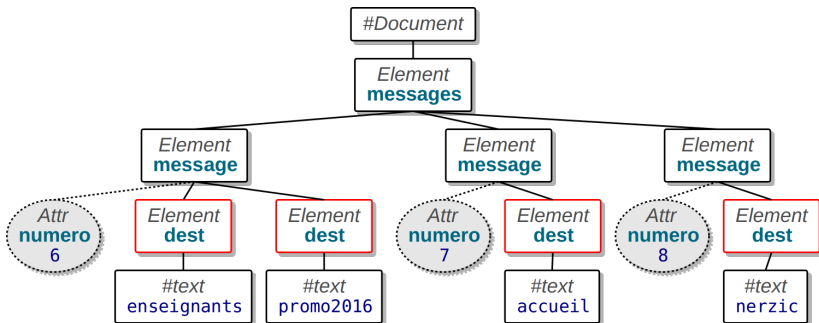 #Document
Element
messages
Element
message
Element
message
Element
message
Attr
numero
6
Element
dest
Element
dest
Attr
numero
7
Element
dest
Attr
numero
8
Element
dest
#text
enseignants
#text
promo2016
#text
accueil
#text
nerzic